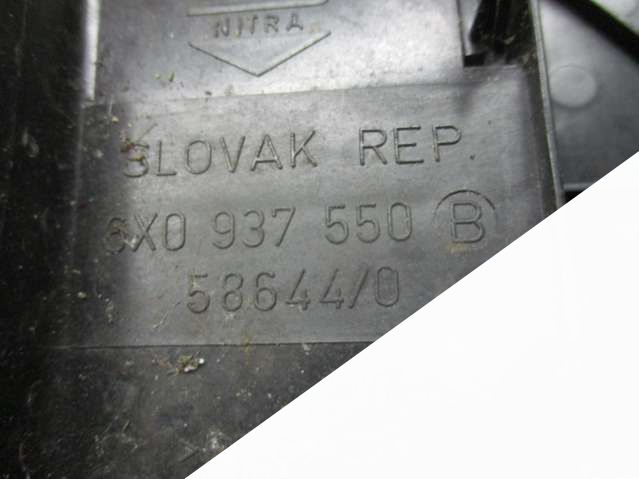 NITRA
SLOVAK REP.
6X0 937 550 B
58644/0